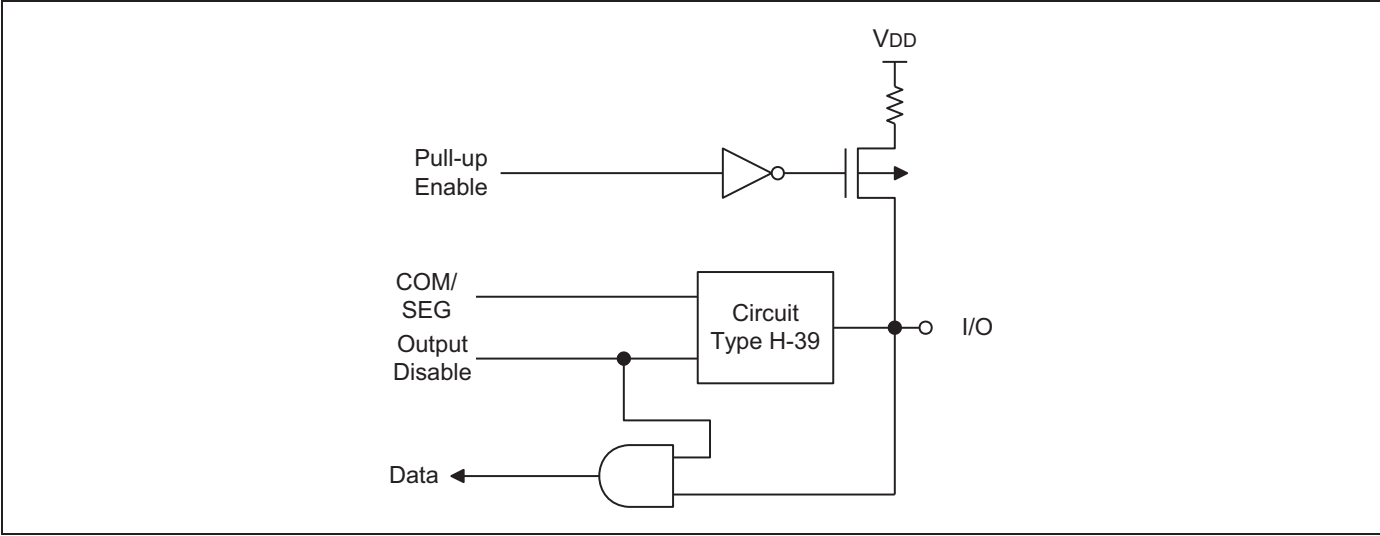 VDD
Pull-up
Enable
COM/
SEG
Circuit
Type H-39
I/O
Output
Disable
Data